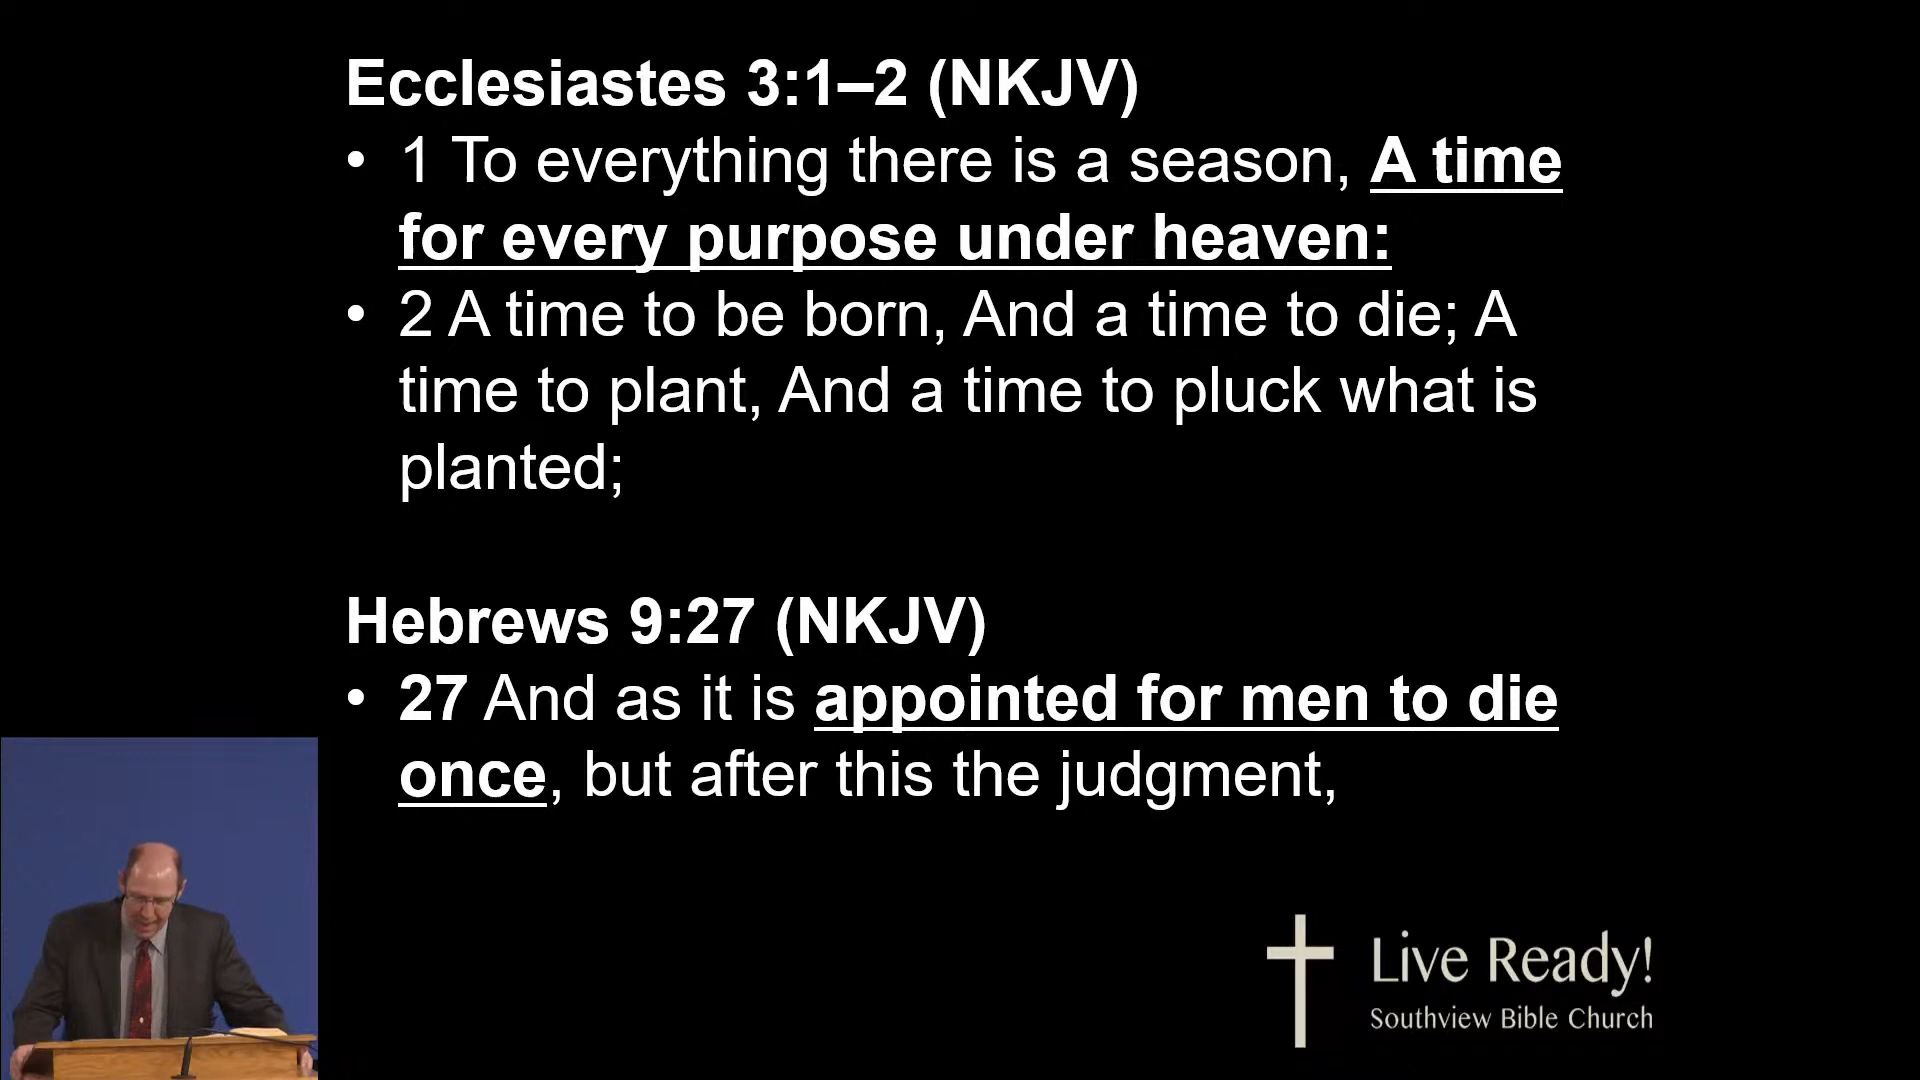 Ecclesiastes 3:1–2 (NKJV)
• 1 To everything there is a season, A time
for every purpose under heaven:
• 2 A time to be born, And a time to die; A
time to plant, And a time to pluck what is
planted;
Hebrews 9:27 (NKJV)
• 27 And as it is appointed for men to die
once, but after this the judgment,
Live Ready!
Southview Bible Church